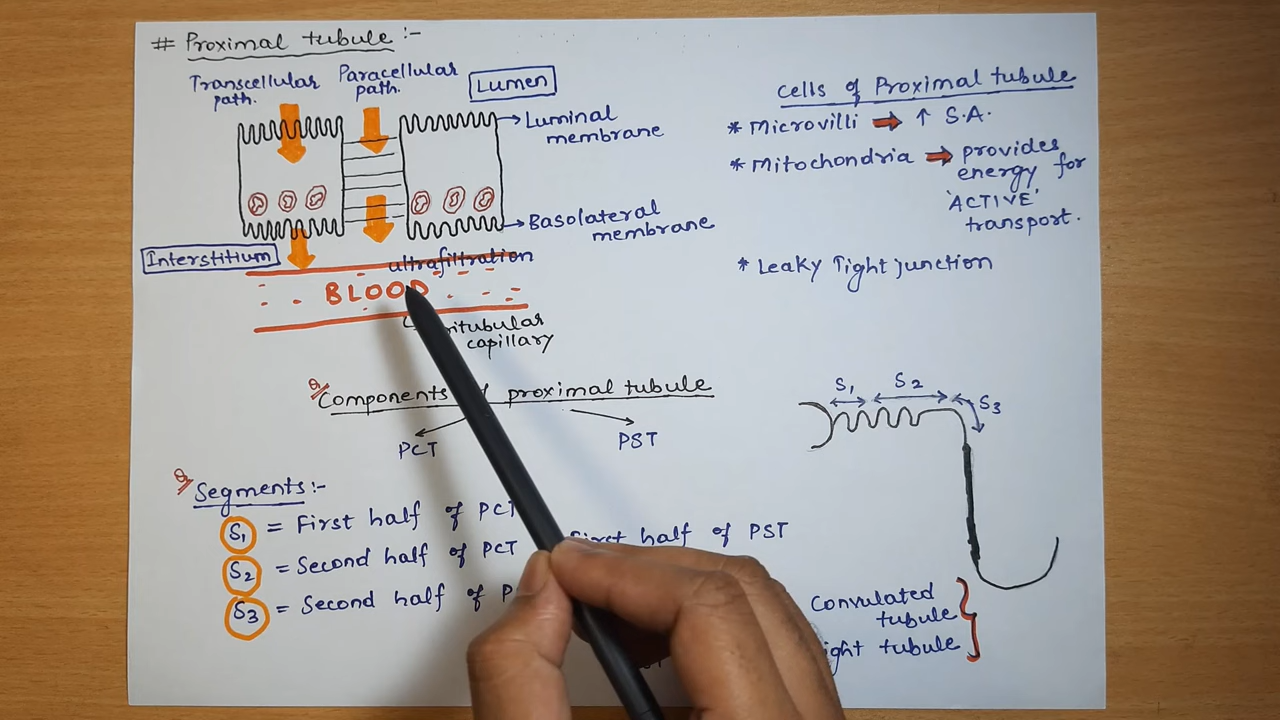 # Proximal tubule :-
Transcellular path.
Paracellular path.
Lumen
Luminal membrane
Basolateral membrane
Interstitium
ultrafiltration
BLOOD
capillary
Cells of Proximal tubule
* Microvilli → ↑ S.A.
* Mitochondria → provides
energy for
'ACTIVE'
transport.
* Leaky Tight junction
Components proximal tubule
PCT
PST
S1 S2 S3
Segments :-
S1 = First half of PCT
S2 = Second half of PCT First half of PST
S3 = Second half of
Convulated
tubule
tubule